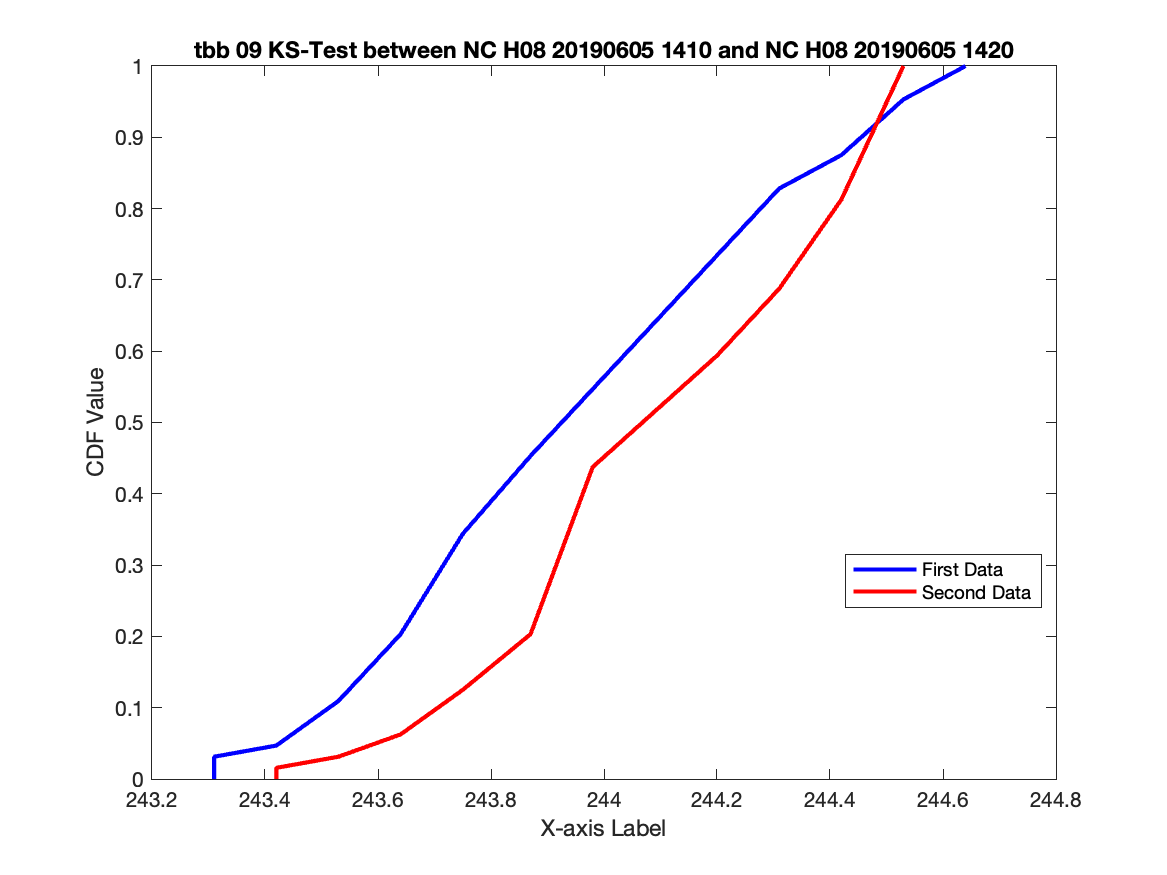 tbb 09 KS-Test between NC H08 20190605 1410 and NC H08 20190605 1420
1
0.9
0.8
0.7
0.6
0.5
0.4
0.3
0.2
0.1
0
CDF Value
First Data
Second Data
243.2 243.4 243.6 243.8 244 244.2 244.4 244.6 244.8
X-axis Label